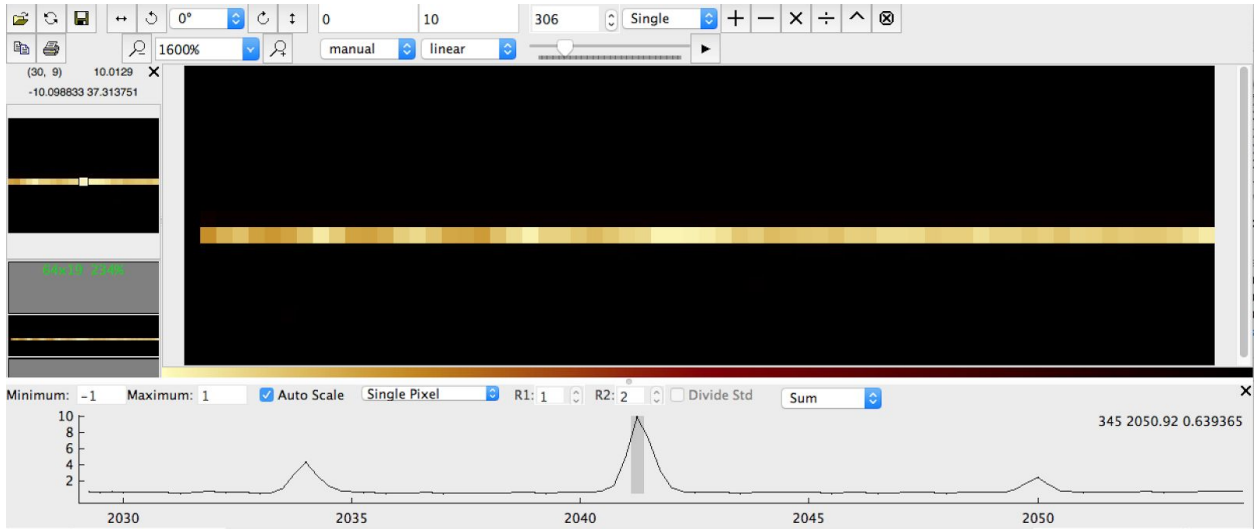 0° 0 10 306 Single
1600% manual linear
(30, 9) 10.0129
-10.098833 37.313751
64x19 234%
Minimum: -1 Maximum: 1 Auto Scale Single Pixel R1: 1 R2: 2 Divide Std Sum
345 2050.92 0.639365
10
8
6
4
2
2030 2035 2040 2045 2050